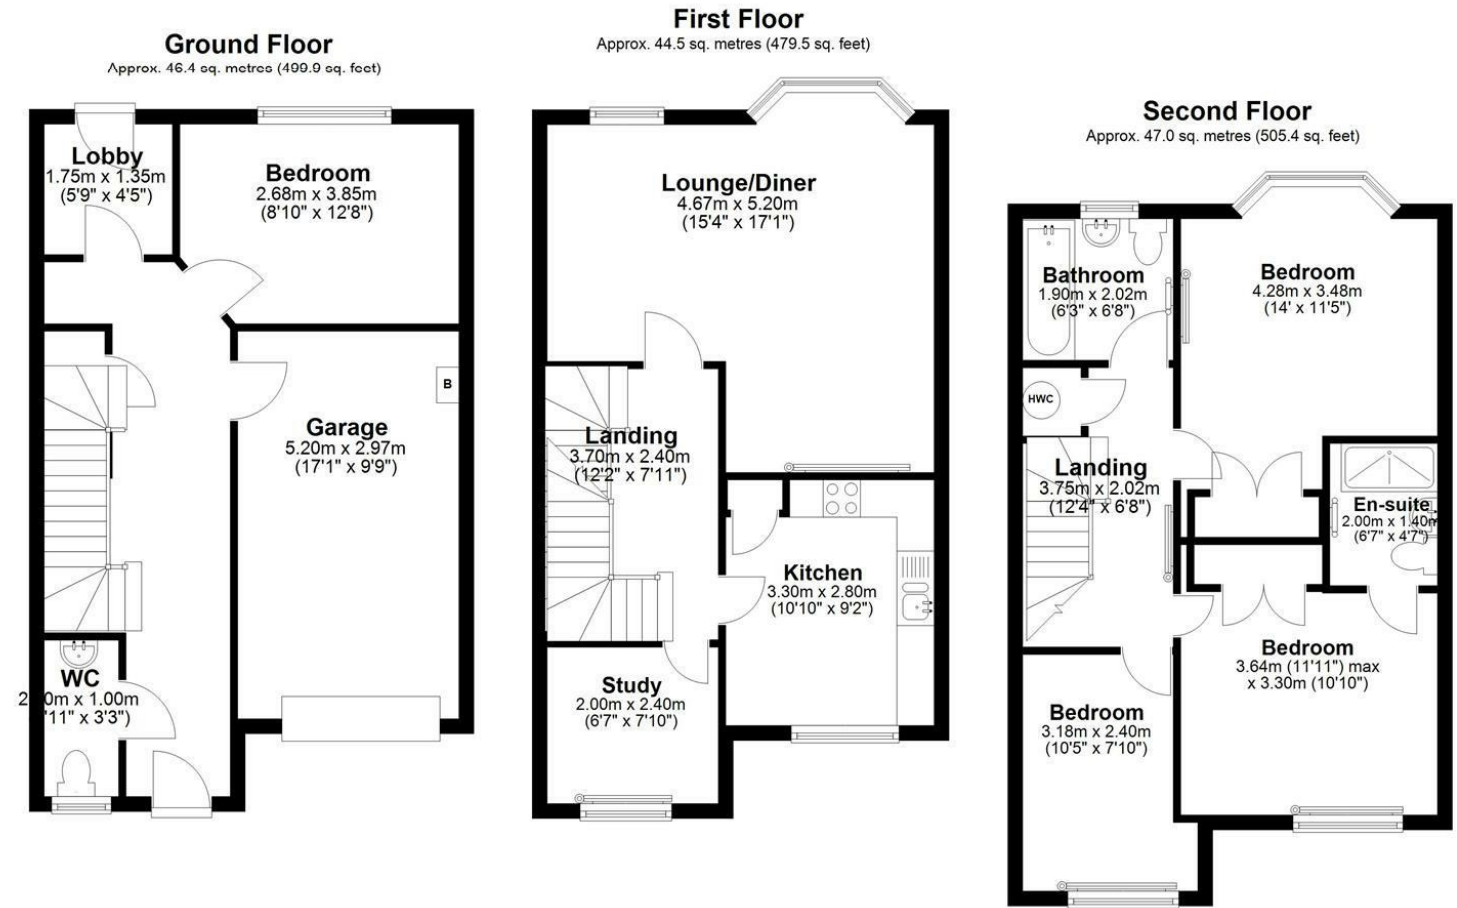 Ground Floor
Approx. 46.4 sq. metres (499.9 sq. feet)
Lobby
1.75m x 1.35m
(5'9" x 4'5")
Bedroom
2.68m x 3.85m
(8'10" x 12'8")
Garage
5.20m x 2.97m
(17'1" x 9'9")
B
WC
x 1.00m
x 3'3")
First Floor
Approx. 44.5 sq. metres (479.5 sq. feet)
Lounge/Diner
4.67m x 5.20m
(15'4" x 17'1")
Landing
3.70m x 2.40m
(12'2" x 7'11")
Kitchen
3.30m x 2.80m
(10'10" x 9'2")
Study
2.00m x 2.40m
(6'7" x 7'10")
Second Floor
Approx. 47.0 sq. metres (505.4 sq. feet)
Bathroom
1.90m x 2.02m
(6'3" x 6'8")
Bedroom
4.28m x 3.48m
(14' x 11'5")
HWC
Landing
3.75m x 2.02m
(12'4" x 6'8")
En-suite
2.00m x 1.40m
(6'7" x 4'7")
Bedroom
3.64m (11'11") max
x 3.30m (10'10")
Bedroom
3.18m x 2.40m
(10'5" x 7'10")